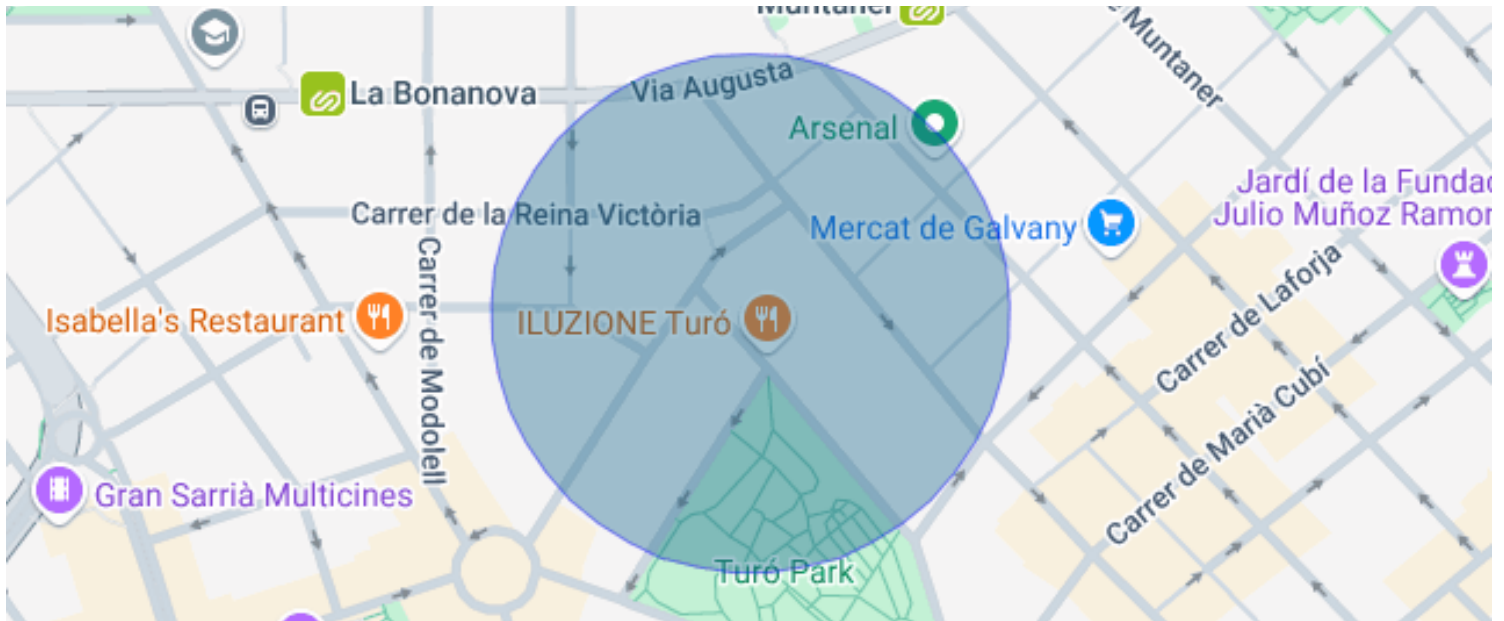 Muntaner
Muntaner
La Bonanova
Via Augusta
Arsenal
Carrer de la Reina Victòria
Mercat de Galvany
Jardí de la Fundac
Julio Muñoz Ramon
Carrer de Modolell
Isabella's Restaurant
ILUZIONE Turó
Carrer de Laforja
Carrer de Marià Cubí
Gran Sarrià Multicines
Turó Park